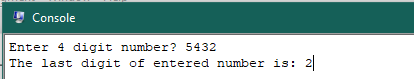 Console
Enter 4 digit number? 5432
The last digit of entered number is: 2